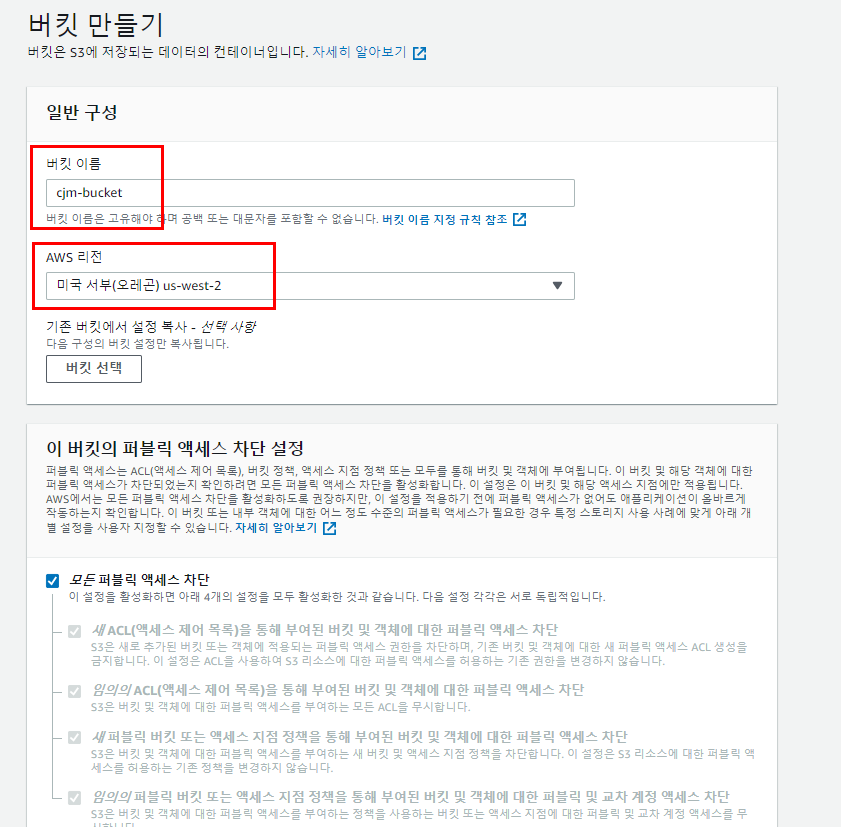 버킷 만들기
버킷은 S3에 저장되는 데이터의 컨테이너입니다. 자세히 알아보기
일반 구성
버킷 이름
cjm-bucket
버킷 이름은 고유해야 하며 공백 또는 대문자를 포함할 수 없습니다. 버킷 이름 지정 규칙 참조
AWS 리전
미국 서부(오레곤) us-west-2
기존 버킷에서 설정 복사 - 선택 사항
다음 구성의 버킷 설정만 복사됩니다.
버킷 선택
이 버킷의 퍼블릭 액세스 차단 설정
퍼블릭 액세스는 ACL(액세스 제어 목록), 버킷 정책, 액세스 지점 정책 또는 모두를 통해 버킷 및 객체에 부여됩니다. 이 버킷 및 해당 객체에 대한
퍼블릭 액세스가 차단되었는지 확인하려면 모든 퍼블릭 액세스 차단을 활성화합니다. 이 설정은 이 버킷 및 해당 액세스 지점에만 적용됩니다.
AWS에서는 모든 퍼블릭 액세스 차단을 활성화하도록 권장하지만, 이 설정을 적용하기 전에 퍼블릭 액세스가 없어도 애플리케이션이 올바르게
작동하는지 확인합니다. 이 버킷 또는 내부 객체에 대한 어느 정도 수준의 퍼블릭 액세스가 필요한 경우 특정 스토리지 사용 사례에 맞게 아래 개
별 설정을 사용자 지정할 수 있습니다. 자세히 알아보기
모든 퍼블릭 액세스 차단
이 설정을 활성화하면 아래 4개의 설정을 모두 활성화한 것과 같습니다. 다음 설정 각각은 서로 독립적입니다.
새 ACL(액세스 제어 목록)을 통해 부여된 버킷 및 객체에 대한 퍼블릭 액세스 차단
S3은 새로 추가된 버킷 또는 객체에 적용되는 퍼블릭 액세스 권한을 차단하며, 기존 버킷 및 객체에 대한 새 퍼블릭 액세스 ACL 생성을
금지합니다. 이 설정은 ACL을 사용하여 S3 리소스에 대한 퍼블릭 액세스를 허용하는 기존 권한을 변경하지 않습니다.
임의의 ACL(액세스 제어 목록)을 통해 부여된 버킷 및 객체에 대한 퍼블릭 액세스 차단
S3은 버킷 및 객체에 대한 퍼블릭 액세스를 부여하는 모든 ACL을 무시합니다.
새 퍼블릭 버킷 또는 액세스 지점 정책을 통해 부여된 버킷 및 객체에 대한 퍼블릭 액세스 차단
S3은 버킷 및 객체에 대한 퍼블릭 액세스를 부여하는 새 버킷 및 액세스 지점 정책을 차단합니다. 이 설정은 S3 리소스에 대한 퍼블릭 액
세스를 허용하는 기존 정책을 변경하지 않습니다.
임의의 퍼블릭 버킷 또는 액세스 지점 정책을 통해 부여된 버킷 및 객체에 대한 퍼블릭 및 교차 계정 액세스 차단
S3은 버킷 및 객체에 대한 퍼블릭 액세스를 부여하는 정책을 사용하는 버킷 또는 액세스 지점에 대한 퍼블릭 및 교차 계정 액세스를 무